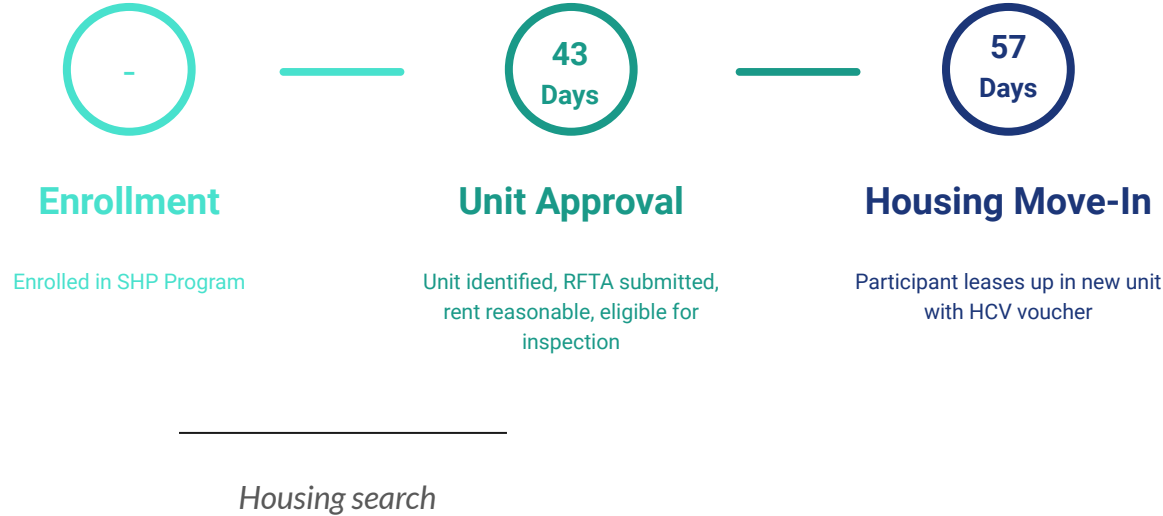 -
Enrollment
Enrolled in SHP Program
43
Days
Unit Approval
Unit identified, RFTA submitted,
rent reasonable, eligible for
inspection
57
Days
Housing Move-In
Participant leases up in new unit
with HCV voucher
Housing search